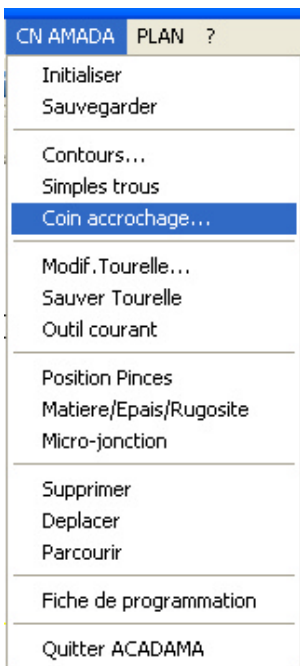 CN AMADA PLAN ?
Initialiser
Sauvegarder
Contours...
Simples trous
Coin accrochage...
Modif.Tourelle...
Sauver Tourelle
Outil courant
Position Pinces
Matiere/Epais/Rugosite
Micro-jonction
Supprimer
Deplacer
Parcourir
Fiche de programmation
Quitter ACADAMA